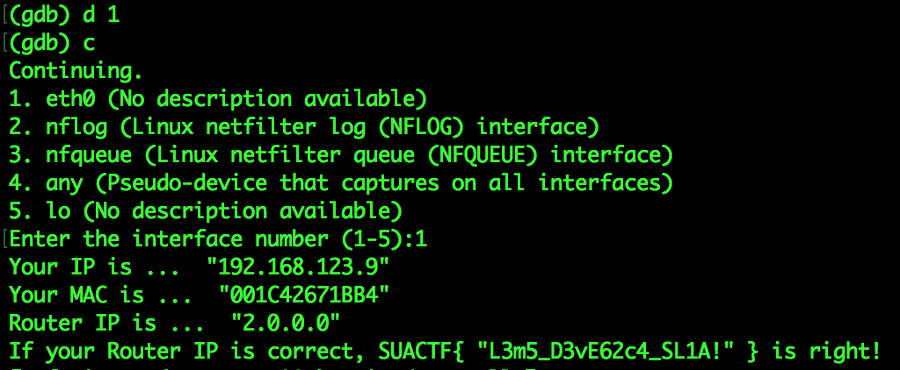 (gdb) d 1
(gdb) c
Continuing.
1. eth0 (No description available)
2. nflog (Linux netfilter log (NFLOG) interface)
3. nfqueue (Linux netfilter queue (NFQUEUE) interface)
4. any (Pseudo-device that captures on all interfaces)
5. lo (No description available)
Enter the interface number (1-5):1
Your IP is ...  "192.168.123.9"
Your MAC is ...  "001C42671BB4"
Router IP is ...  "2.0.0.0"
If your Router IP is correct, SUACTF{ "L3m5_D3vE62c4_SL1A!" } is right!